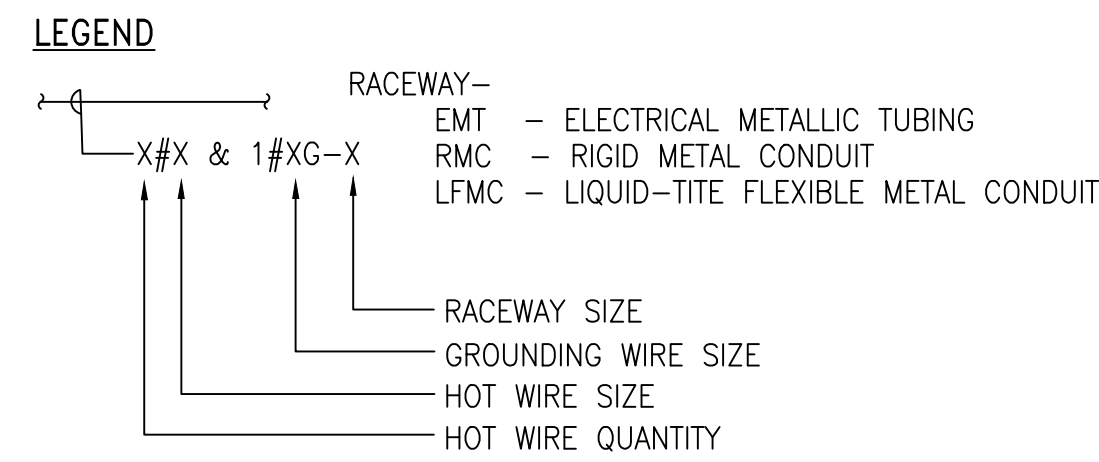 LEGEND
RACEWAY-
EMT - ELECTRICAL METALLIC TUBING
X#X & 1#XG-X
RMC - RIGID METAL CONDUIT
LFMC - LIQUID-TITE FLEXIBLE METAL CONDUIT
RACEWAY SIZE
GROUNDING WIRE SIZE
HOT WIRE SIZE
HOT WIRE QUANTITY